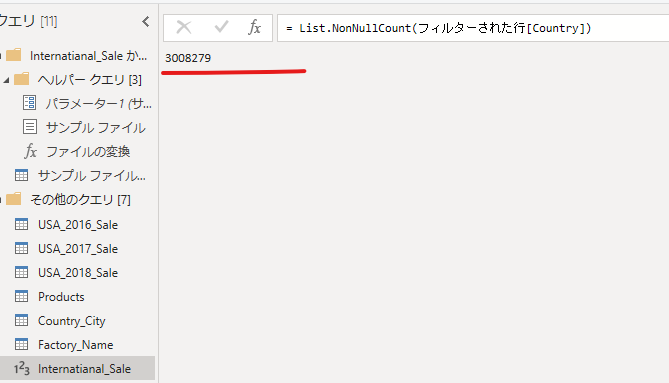 クエリ [11]
= List.NonNullCount(フィルターされた行[Country])
3008279
Internatianal_Sale か...
ヘルパー クエリ [3]
パラメーター1 (サ...
サンプル ファイル
fx ファイルの変換
サンプル ファイル...
その他のクエリ [7]
USA_2016_Sale
USA_2017_Sale
USA_2018_Sale
Products
Country_City
Factory_Name
123 Internatianal_Sale